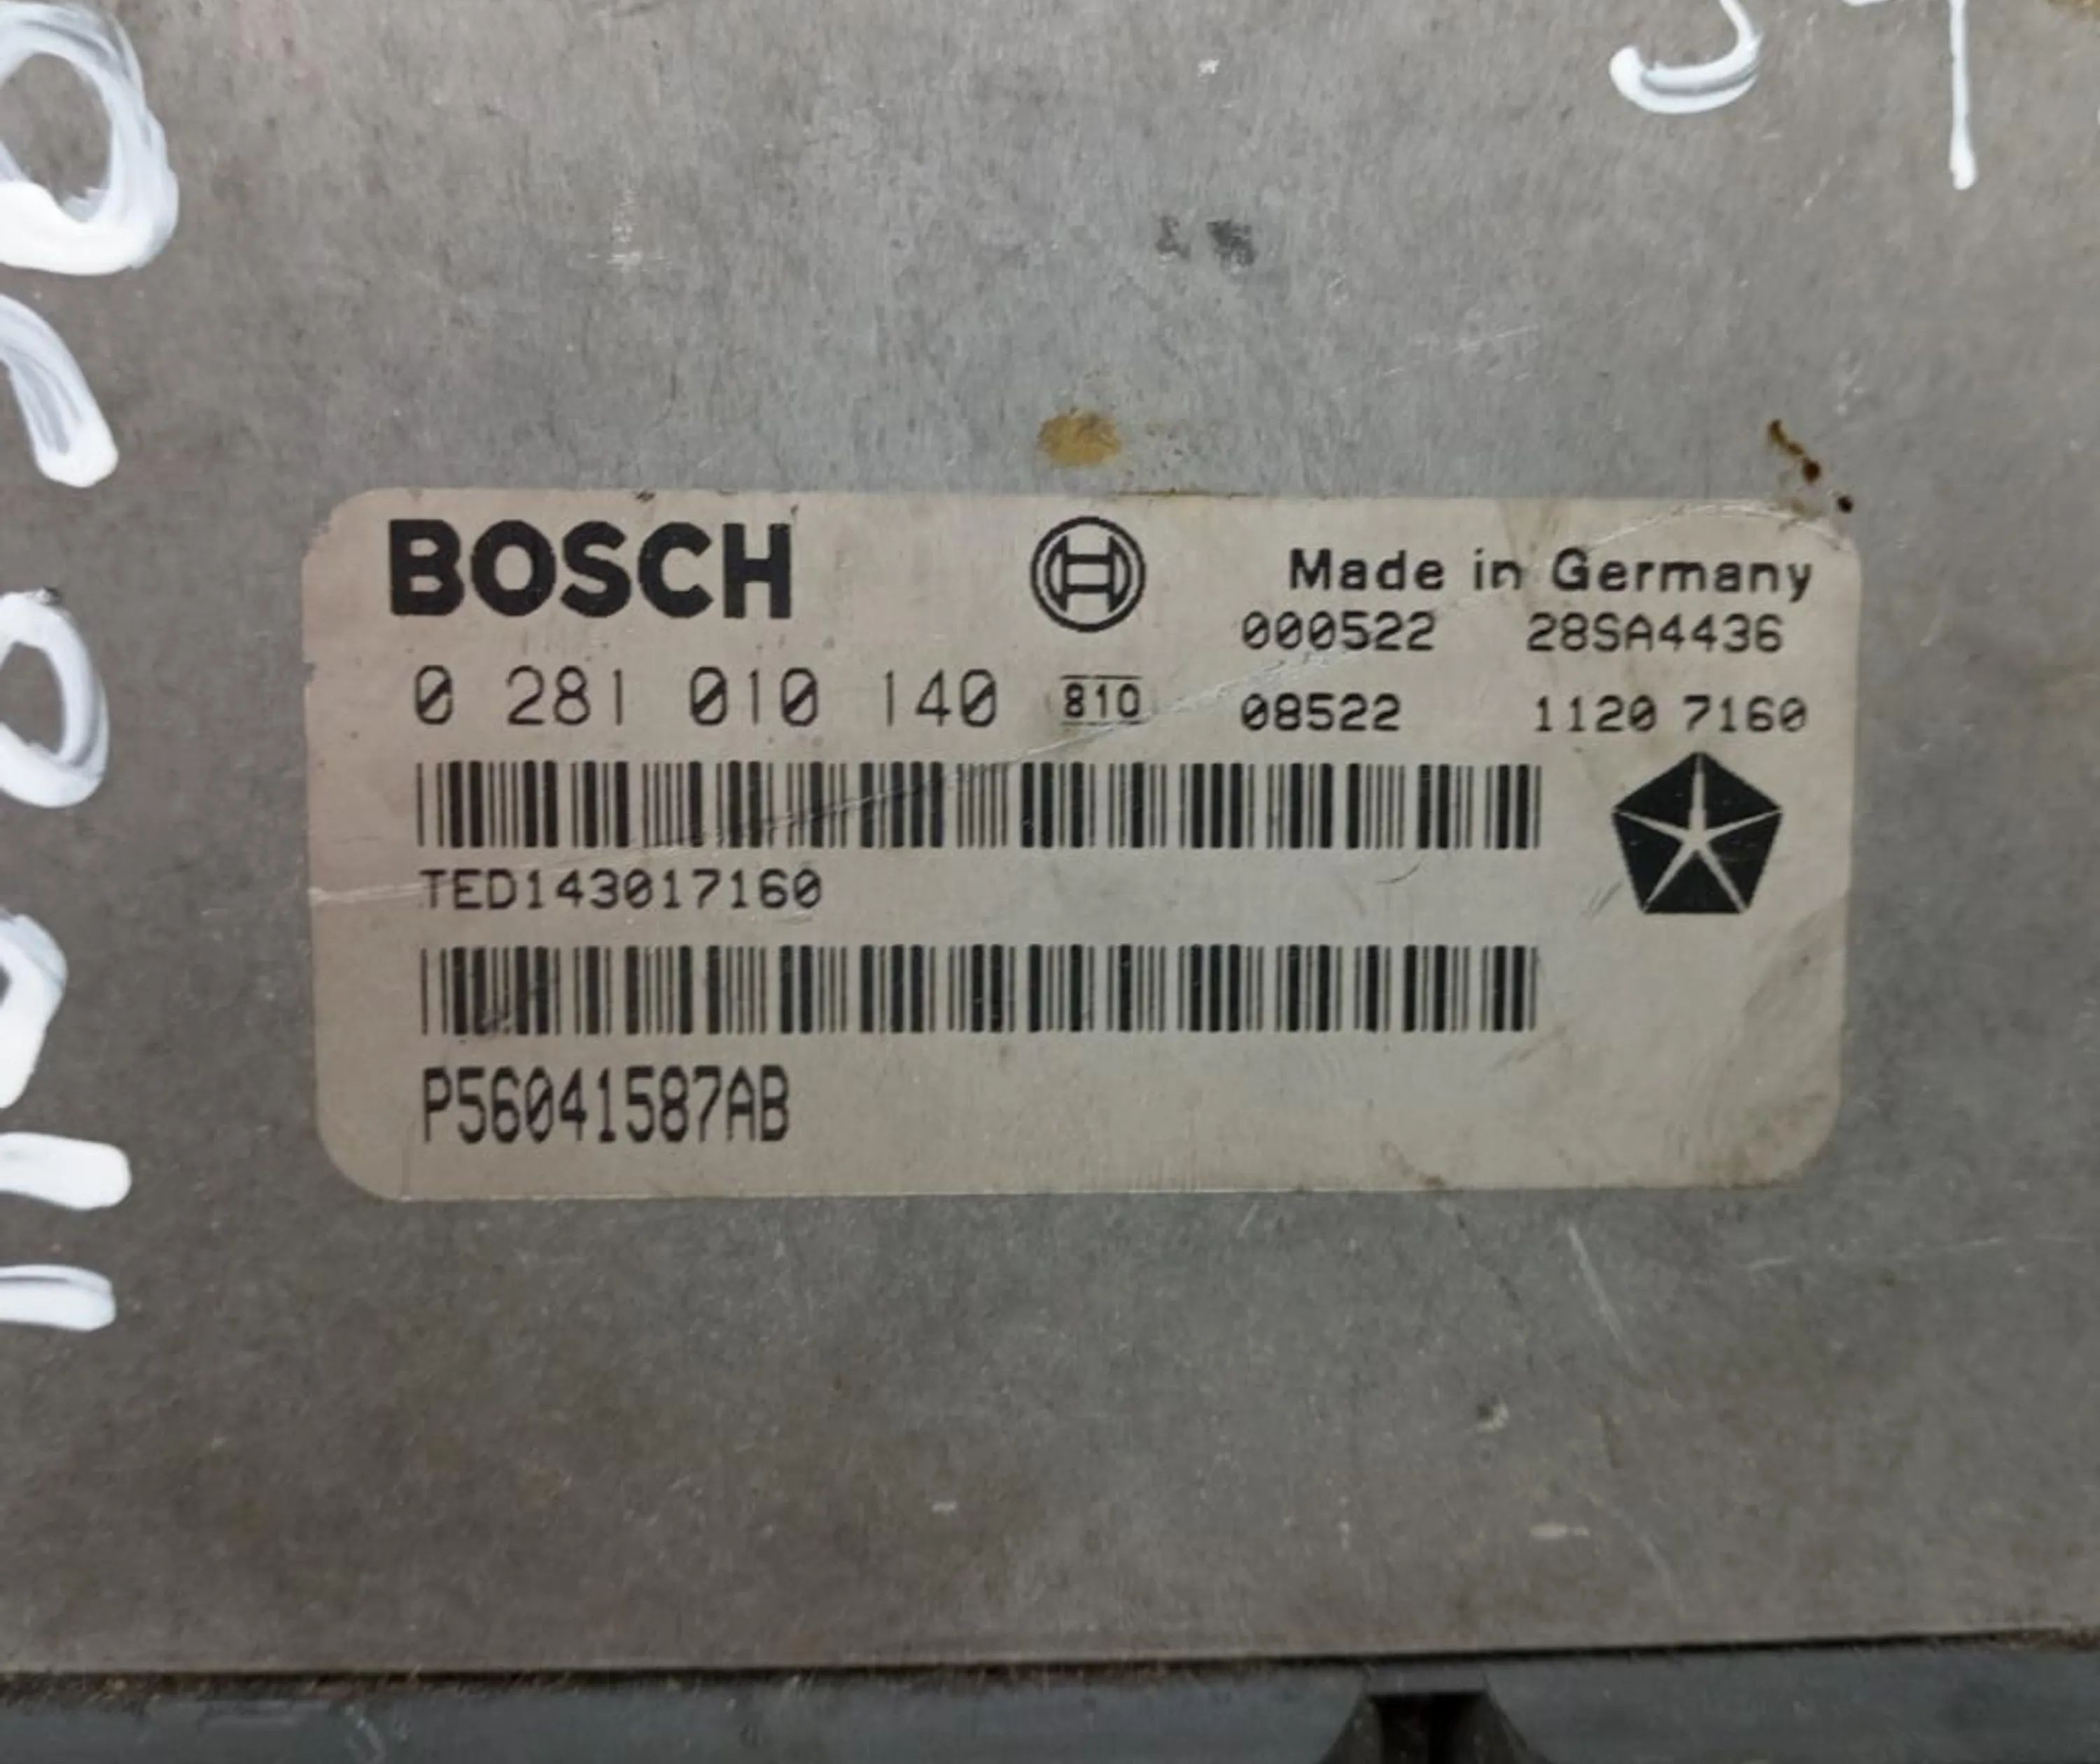 BOSCH
Made in Germany
000522 28SA4436
0 281 010 140 810 08522 1120 7160
TED143017160
P56041587AB